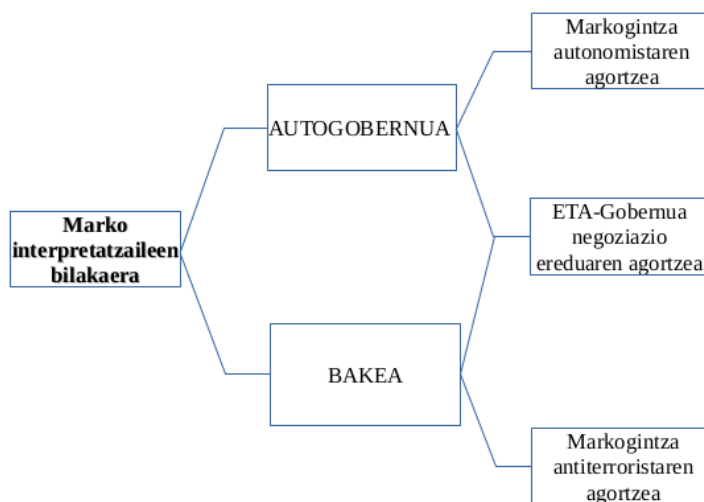 Markogintza
autonomistaren
agortzea
AUTOGOBERNUA
Marko
interpretatzaileen
bilakaera
ETA-Gobernua
negoziazio
ereduaren agortzea
BAKEA
Markogintza
antiterroristaren
agortzea